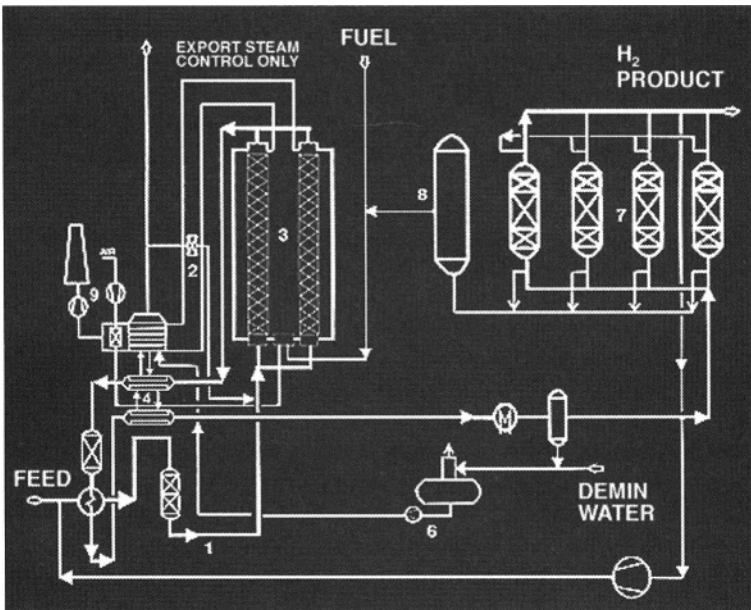 EXPORT STEAM
CONTROL ONLY
FUEL
H₂
PRODUCT
AIR
9
2
3
8
7
4
M
FEED
1
6
DEMIN
WATER